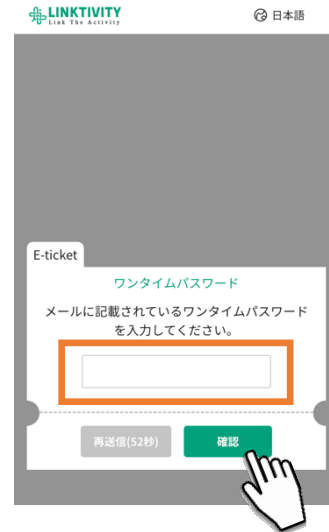 LINKTIVITY
Link The Activity
日本語
E-ticket
ワンタイムパスワード
メールに記載されているワンタイムパスワード
を入力してください。
再送信(52秒)
確認